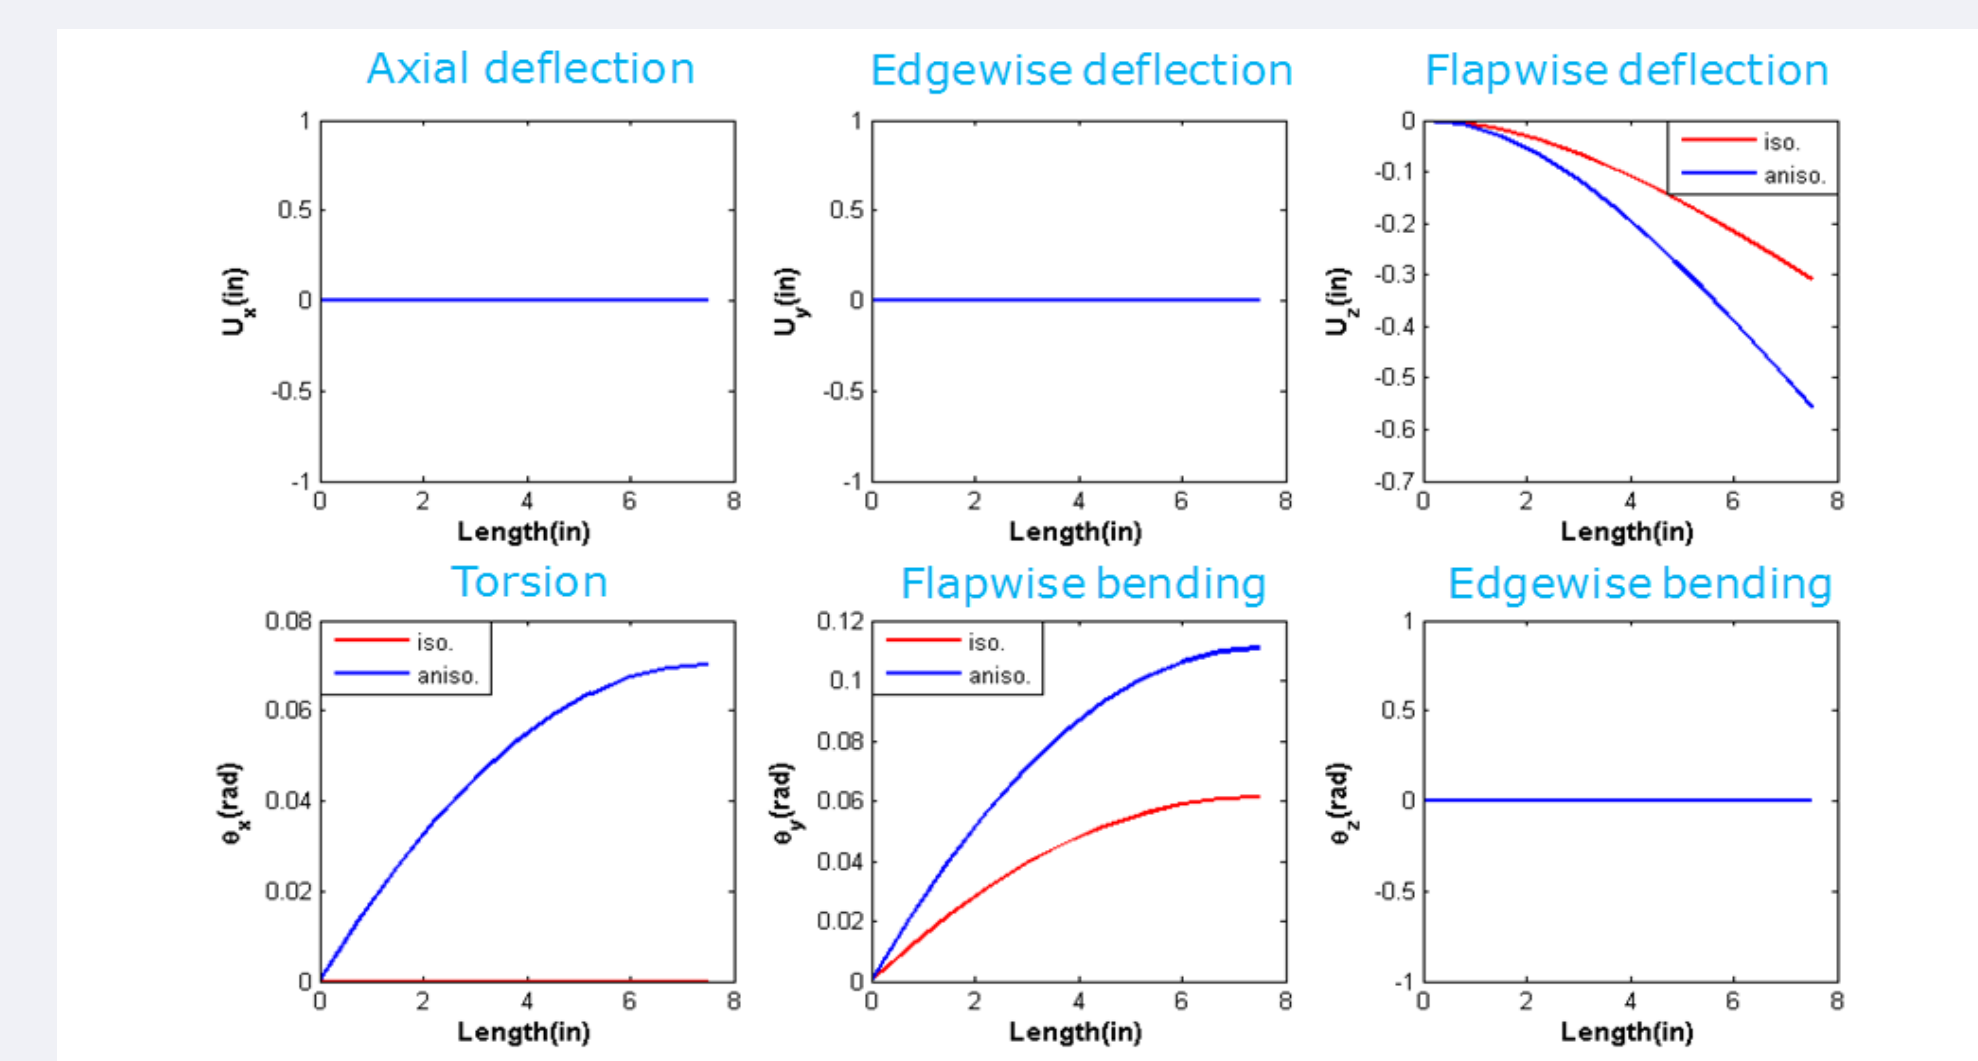 Axial deflection
1
0.5
0
-0.5
-1
0 2 4 6 8
Ux(in)
Length(in)
Edgewise deflection
1
0.5
0
-0.5
-1
0 2 4 6 8
Uy(in)
Length(in)
Flapwise deflection
0
-0.1
-0.2
-0.3
-0.4
-0.5
-0.6
-0.7
0 2 4 6 8
Uz(in)
Length(in)
iso.
aniso.
Torsion
0.08
0.06
0.04
0.02
0
0 2 4 6 8
θx(rad)
Length(in)
iso.
aniso.
Flapwise bending
0.12
0.1
0.08
0.06
0.04
0.02
0
0 2 4 6 8
θy(rad)
Length(in)
iso.
aniso.
Edgewise bending
1
0.5
0
-0.5
-1
0 2 4 6 8
θz(rad)
Length(in)